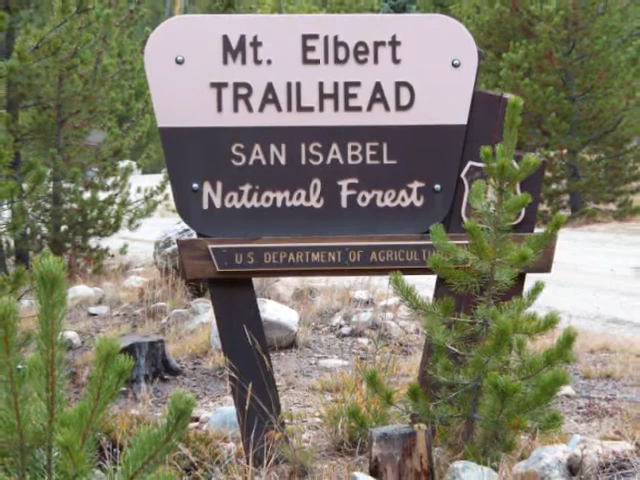 Mt. Elbert
TRAILHEAD
SAN ISABEL
National Forest
U.S. DEPARTMENT OF